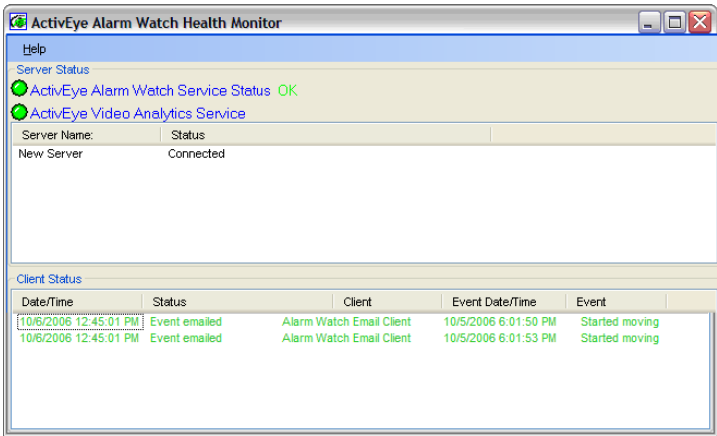 ActivEye Alarm Watch Health Monitor
Help
Server Status
ActivEye Alarm Watch Service Status OK
ActivEye Video Analytics Service
Server Name: Status
New Server Connected
Client Status
Date/Time Status Client Event Date/Time Event
10/6/2006 12:45:01 PM Event emailed Alarm Watch Email Client 10/5/2006 6:01:50 PM Started moving
10/6/2006 12:45:01 PM Event emailed Alarm Watch Email Client 10/5/2006 6:01:53 PM Started moving